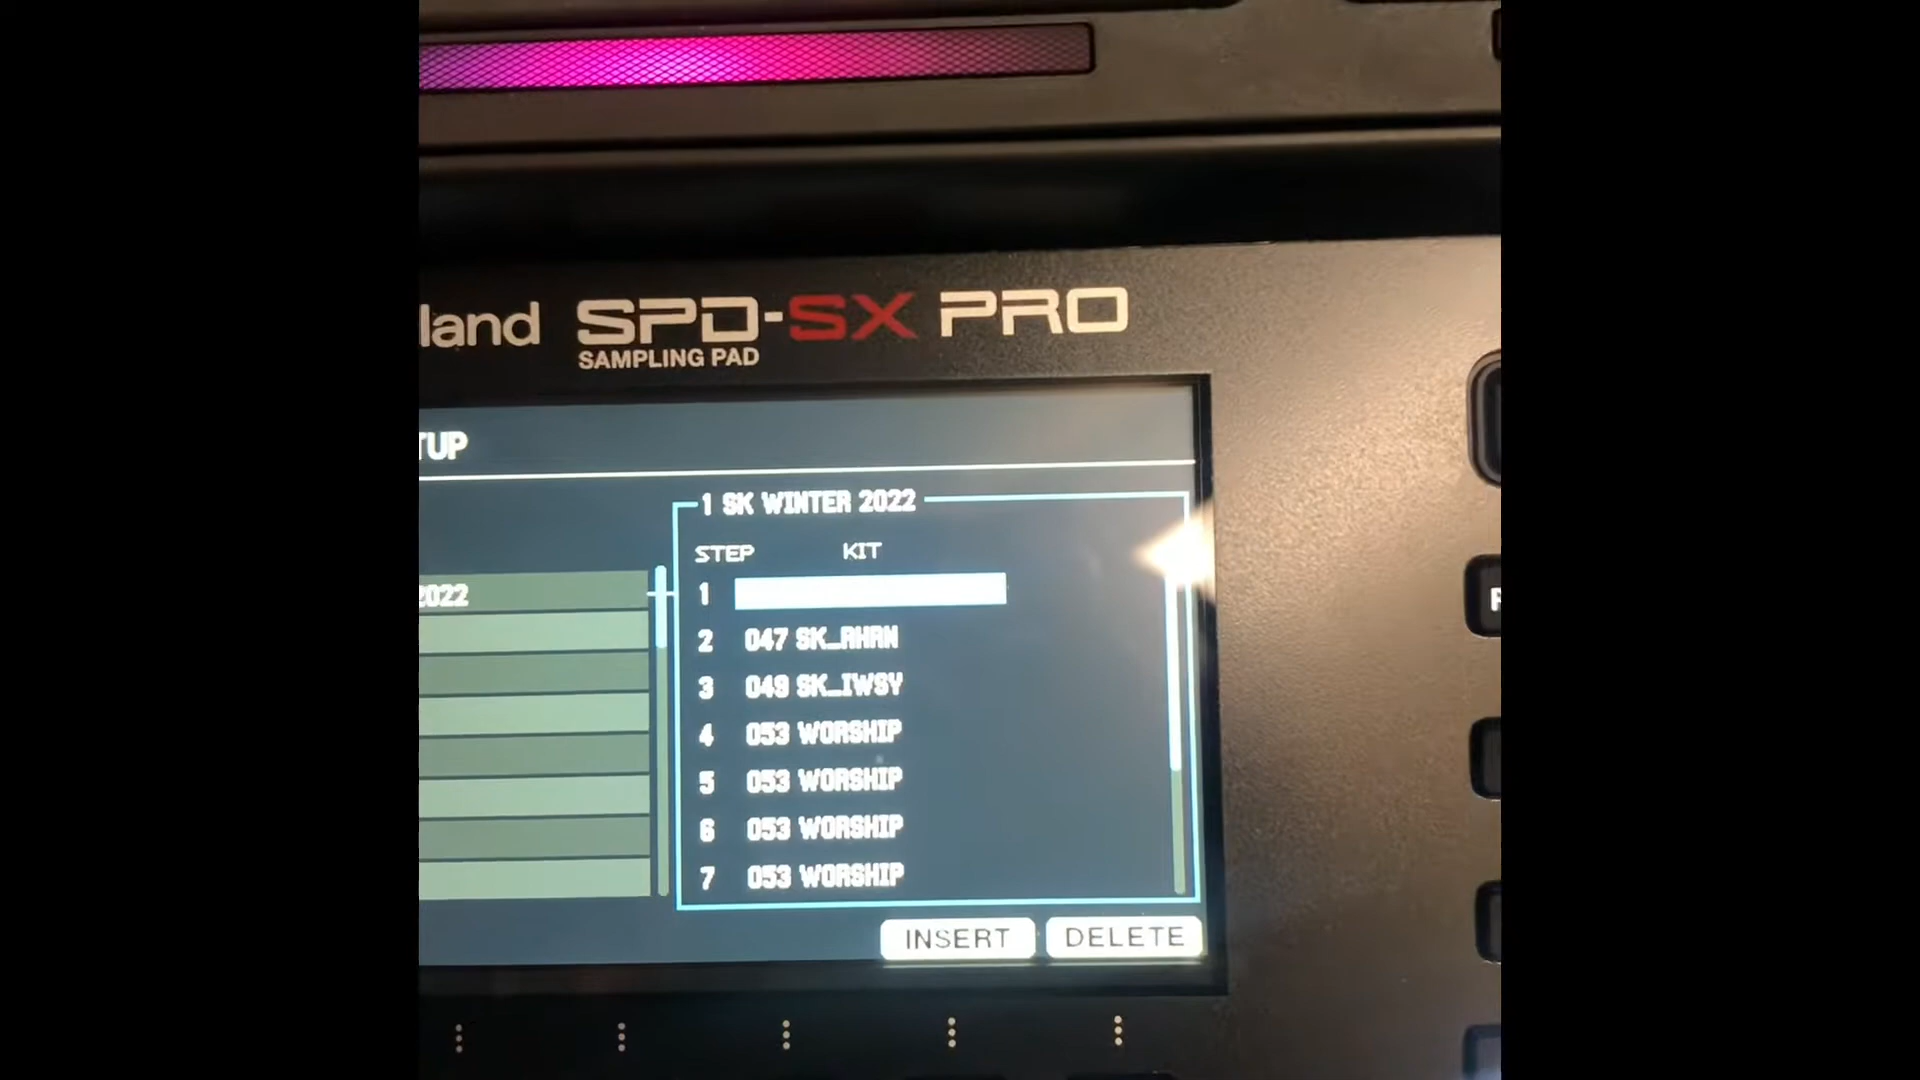 land SPD-SX PRO
SAMPLING PAD
TUP
1 SK WINTER 2022
STEP KIT
2022
1
2 047 SK_AHAN
3 049 SK_IWSY
4 053 WORSHIP
5 053 WORSHIP
6 053 WORSHIP
7 053 WORSHIP
INSERT DELETE